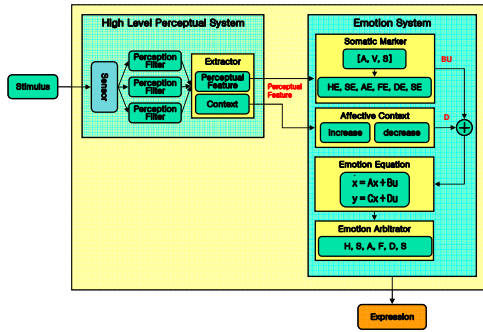 High Level Perceptual System
Emotion System
Stimulus
Sensor
Perception
Filter
Perception
Filter
Perception
Filter
Extractor
Perceptual
Feature
Context
Perceptual
Feature
Somatic Marker
[A, V, S]
HE, SE, AE, FE, DE, SE
BU
Affective Context
increase
decrease
D
+
Emotion Equation
ẋ = Ax + Bu
y = Cx + Du
Emotion Arbitrator
H, S, A, F, D, S
Expression